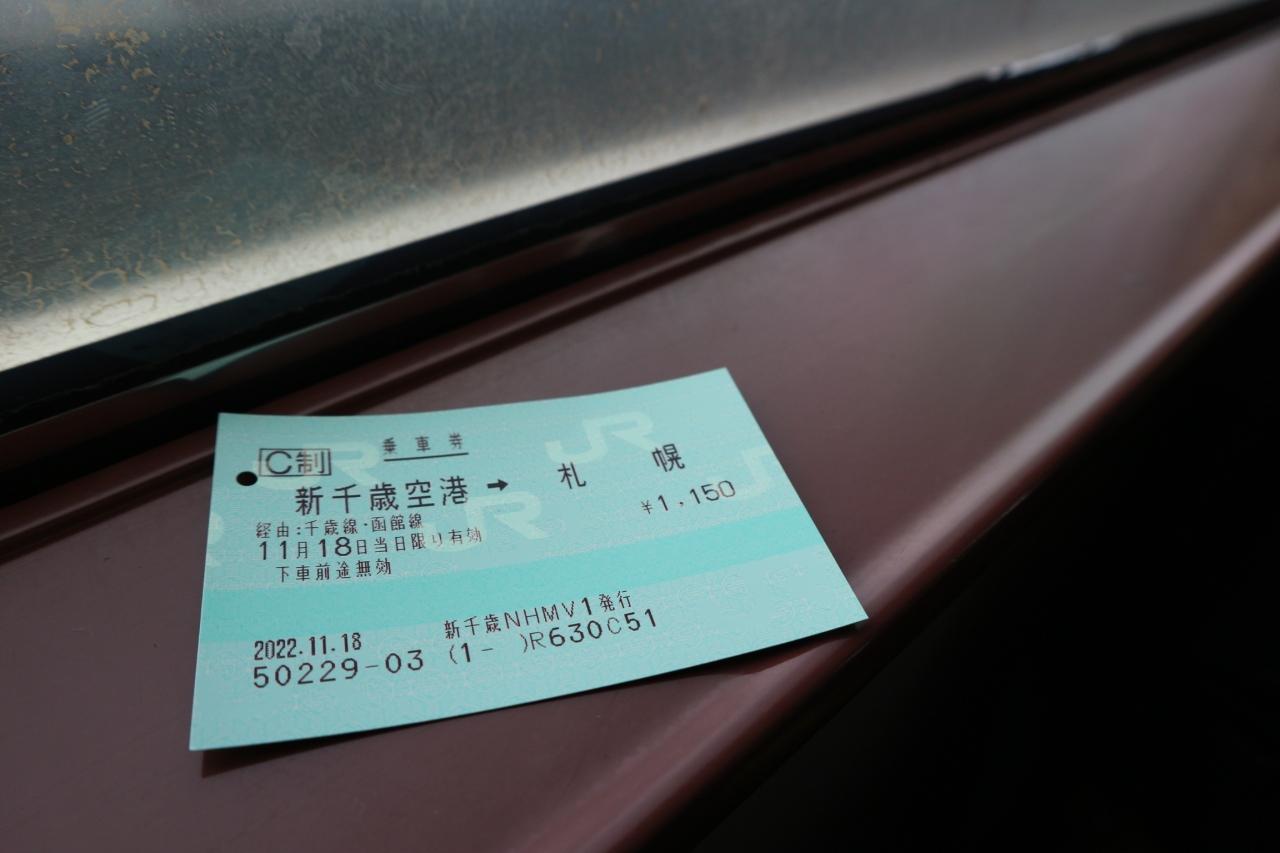 C制 乗車券
新千歳空港 ➡ 札幌
経由:千歳線・函館線 ¥1,150
11月18日当日限り有効
下車前途無効
2022.11.18 新千歳NHMV1発行
50229-03 (1- )R630C51
JR
JR
JR